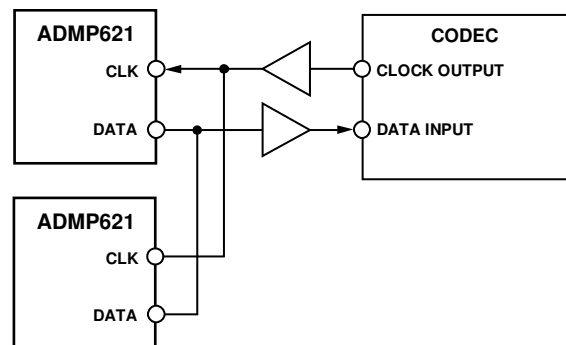 ADMP621
CLK
DATA
CODEC
CLOCK OUTPUT
DATA INPUT
ADMP621
CLK
DATA